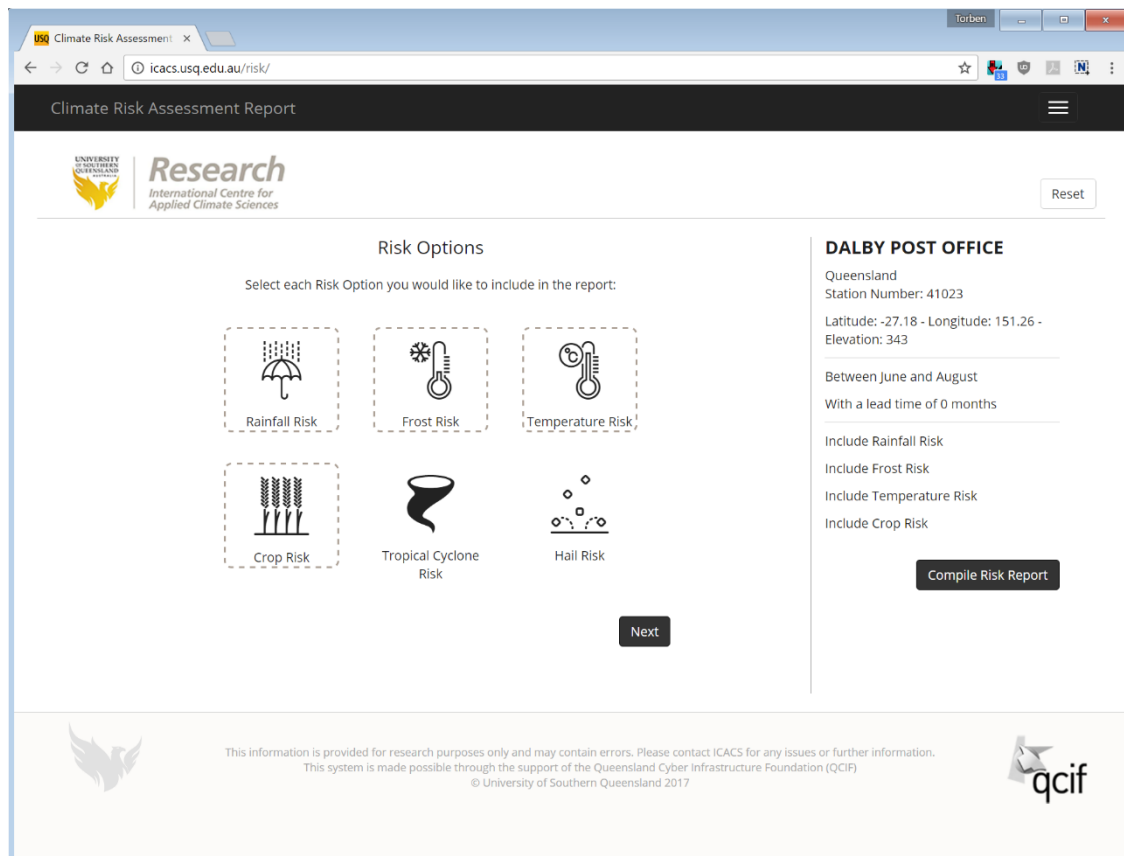 Torben
USQ Climate Risk Assessment
icacs.usq.edu.au/risk/
33
Climate Risk Assessment Report
UNIVERSITY
OF SOUTHERN
QUEENSLAND
AUSTRALIA
Research
International Centre for
Applied Climate Sciences
Reset
Risk Options
Select each Risk Option you would like to include in the report:
Rainfall Risk
Frost Risk
°C
Temperature Risk
Crop Risk
Tropical Cyclone
Risk
Hail Risk
Next
DALBY POST OFFICE
Queensland
Station Number: 41023
Latitude: -27.18 - Longitude: 151.26 -
Elevation: 343
Between June and August
With a lead time of 0 months
Include Rainfall Risk
Include Frost Risk
Include Temperature Risk
Include Crop Risk
Compile Risk Report
This information is provided for research purposes only and may contain errors. Please contact ICACS for any issues or further information.
This system is made possible through the support of the Queensland Cyber Infrastructure Foundation (QCIF)
© University of Southern Queensland 2017
qcif